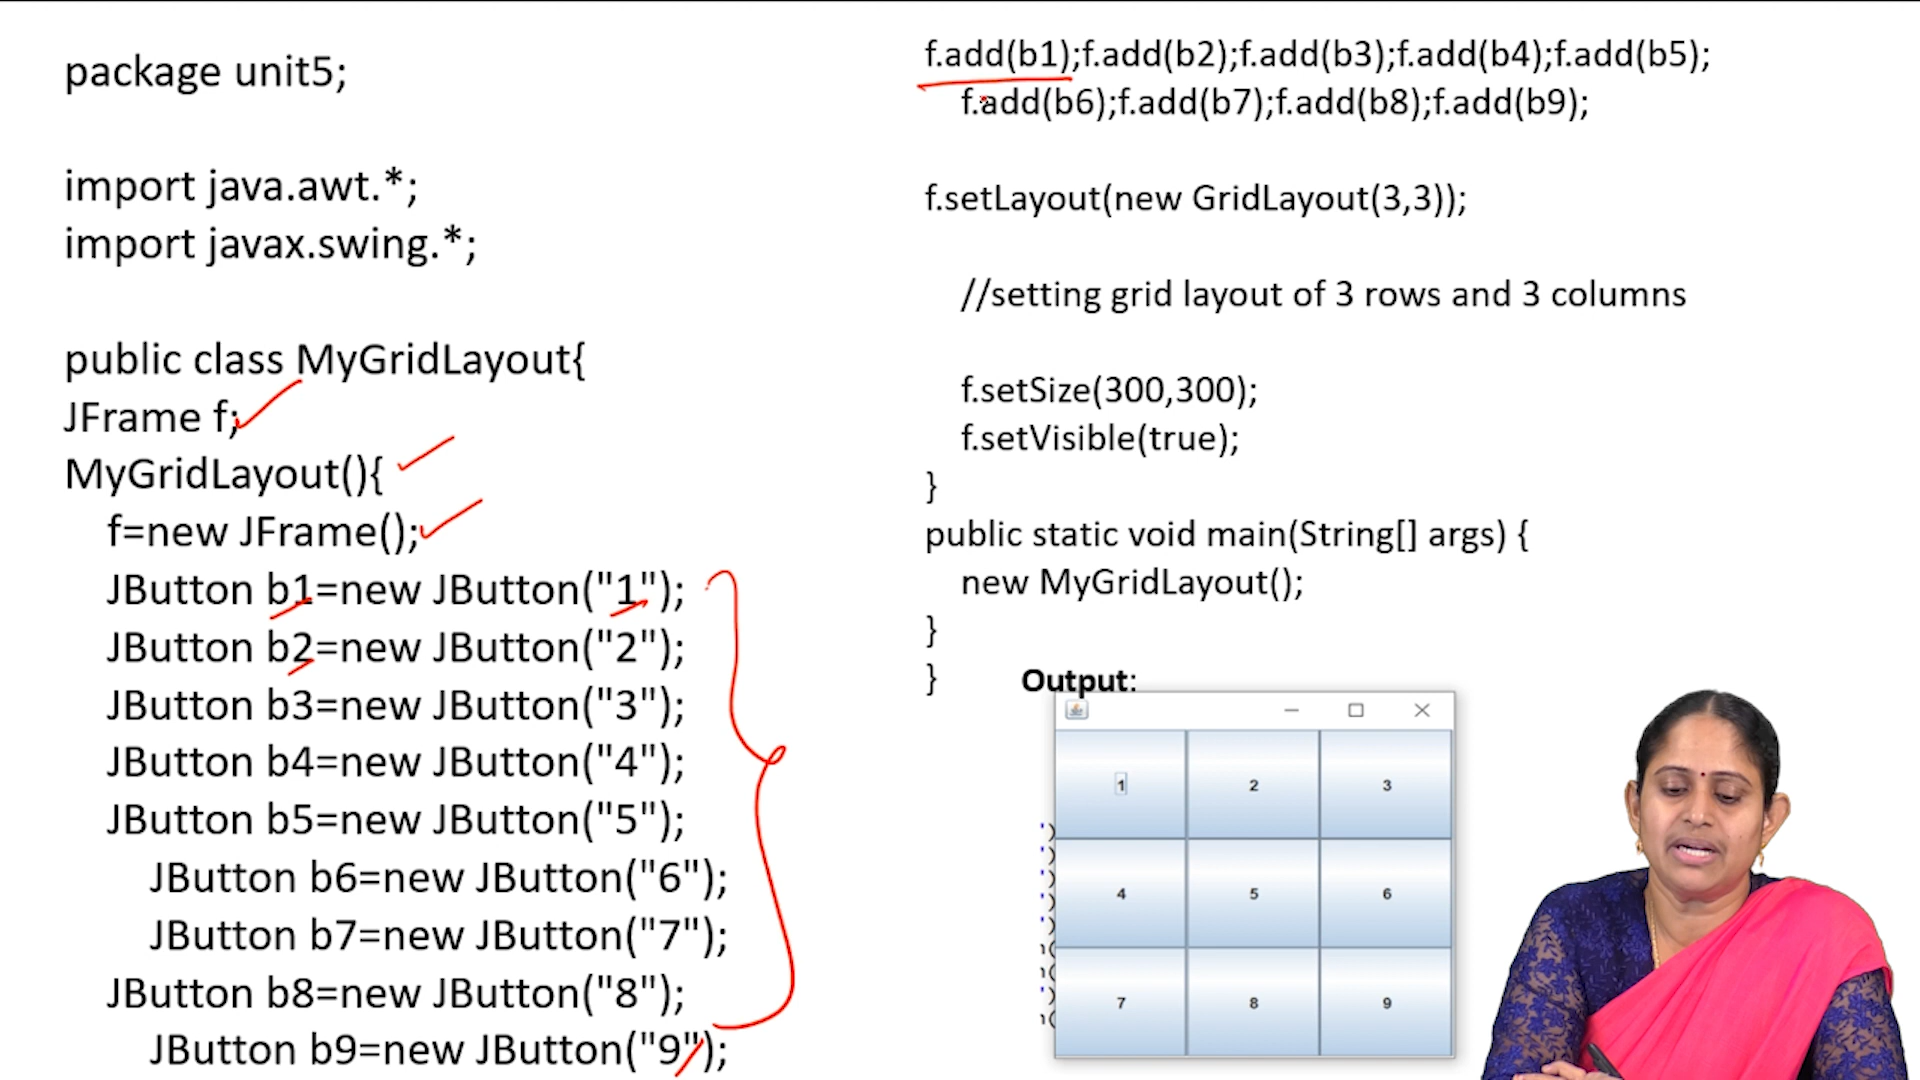 package unit5;
import java.awt.*;
import javax.swing.*;
public class MyGridLayout{
JFrame f;
MyGridLayout(){
f=new JFrame();
JButton b1=new JButton("1");
JButton b2=new JButton("2");
JButton b3=new JButton("3");
JButton b4=new JButton("4");
JButton b5=new JButton("5");
JButton b6=new JButton("6");
JButton b7=new JButton("7");
JButton b8=new JButton("8");
JButton b9=new JButton("9");
f.add(b1);f.add(b2);f.add(b3);f.add(b4);f.add(b5);
f.add(b6);f.add(b7);f.add(b8);f.add(b9);
f.setLayout(new GridLayout(3,3));
//setting grid layout of 3 rows and 3 columns
f.setSize(300,300);
f.setVisible(true);
}
public static void main(String[] args) {
new MyGridLayout();
}
}
Output:
1 2 3
4 5 6
7 8 9